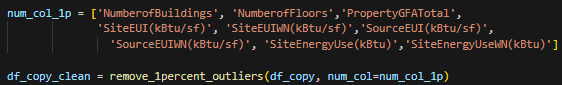 num_col_1p = ['NumberofBuildings', 'NumberofFloors','PropertyGFATotal',
'SiteEUI(kBtu/sf)', 'SiteEUIWN(kBtu/sf)','SourceEUI(kBtu/sf)',
'SourceEUIWN(kBtu/sf)', 'SiteEnergyUse(kBtu)','SiteEnergyUseWN(kBtu)']
df_copy_clean = remove_1percent_outliers(df_copy, num_col=num_col_1p)